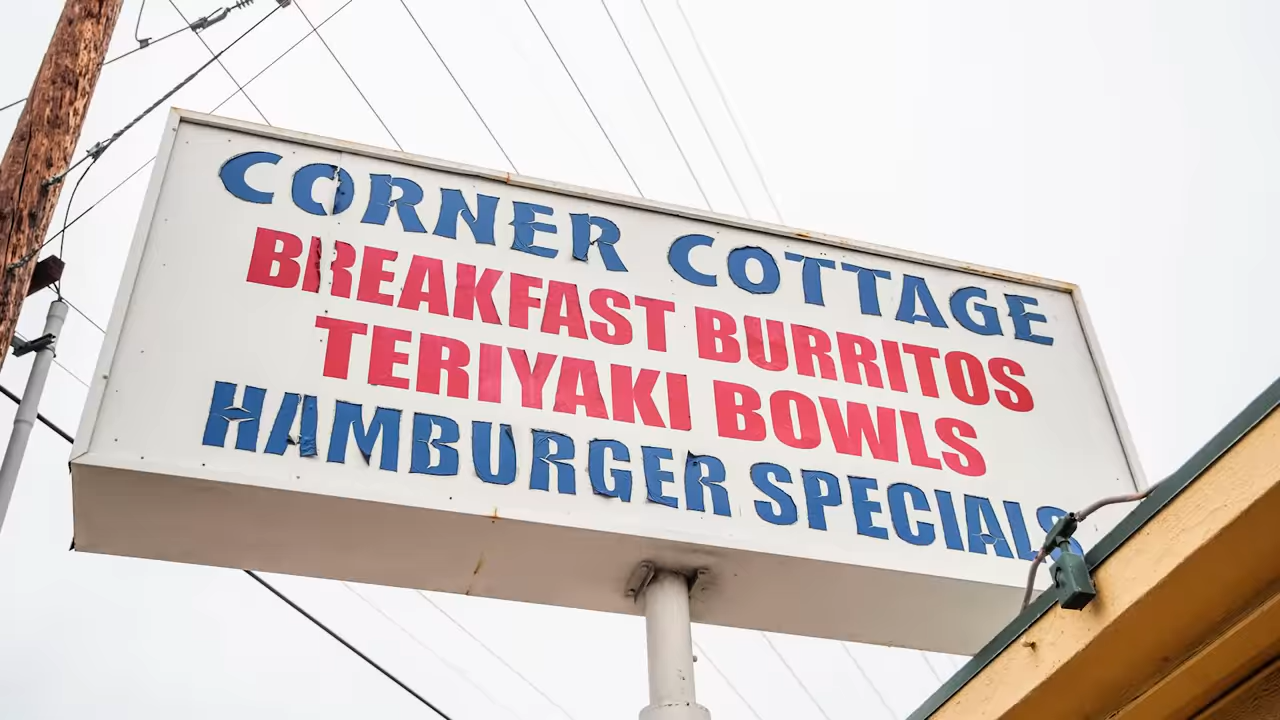 CORNER COTTAGE
BREAKFAST BURRITOS
TERIYAKI BOWLS
HAMBURGER SPECIALS